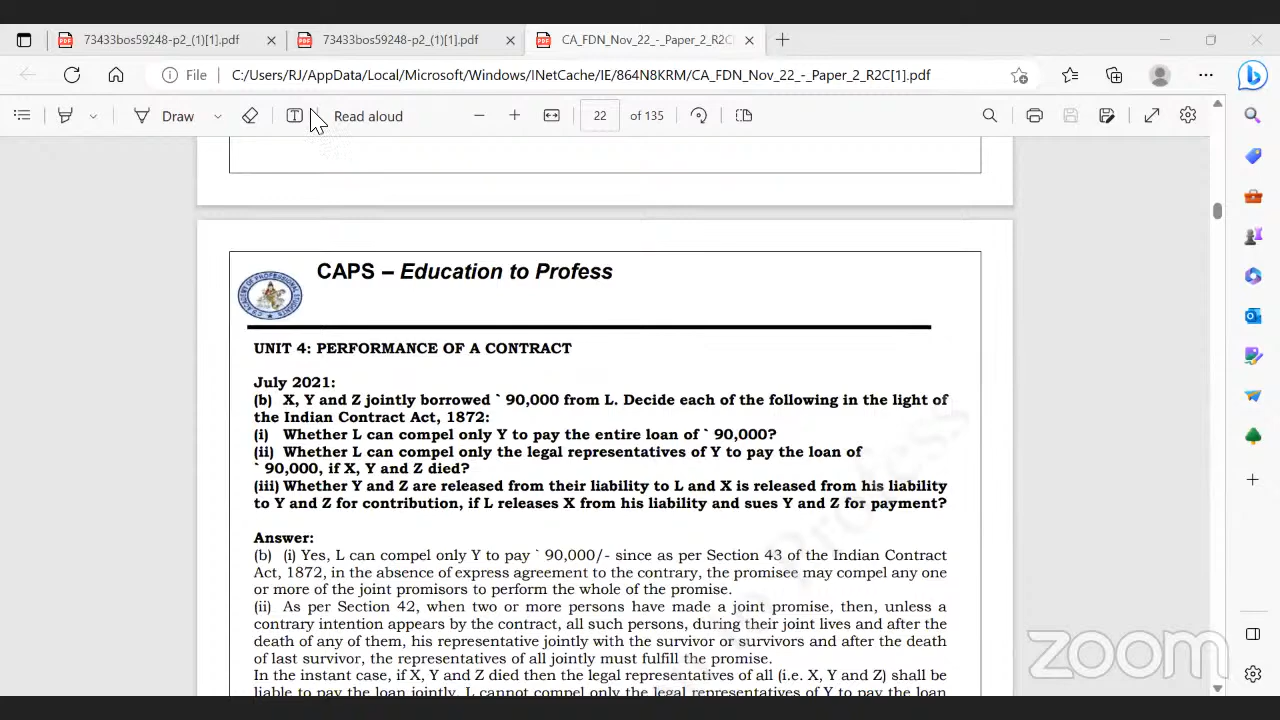 73433bos59248-p2_(1)[1].pdf
73433bos59248-p2_(1)[1].pdf
CA_FDN_Nov_22_-_Paper_2_R2C
File
C:/Users/RJ/AppData/Local/Microsoft/Windows/INetCache/IE/864N8KRM/CA_FDN_Nov_22_-_Paper_2_R2C[1].pdf
Draw
Read aloud
22
of 135
CAPS – Education to Profess
UNIT 4: PERFORMANCE OF A CONTRACT
July 2021:
(b) X, Y and Z jointly borrowed ` 90,000 from L. Decide each of the following in the light of
the Indian Contract Act, 1872:
(i) Whether L can compel only Y to pay the entire loan of ` 90,000?
(ii) Whether L can compel only the legal representatives of Y to pay the loan of
` 90,000, if X, Y and Z died?
(iii) Whether Y and Z are released from their liability to L and X is released from his liability
to Y and Z for contribution, if L releases X from his liability and sues Y and Z for payment?
Answer:
(b) (i) Yes, L can compel only Y to pay ` 90,000/- since as per Section 43 of the Indian Contract
Act, 1872, in the absence of express agreement to the contrary, the promisee may compel any one
or more of the joint promisors to perform the whole of the promise.
(ii) As per Section 42, when two or more persons have made a joint promise, then, unless a
contrary intention appears by the contract, all such persons, during their joint lives and after the
death of any of them, his representative jointly with the survivor or survivors and after the death
of last survivor, the representatives of all jointly must fulfill the promise.
In the instant case, if X, Y and Z died then the legal representatives of all (i.e. X, Y and Z) shall be
liable to pay the loan jointly. L cannot compel only the legal representatives of Y to pay the loan
Profess
zoom